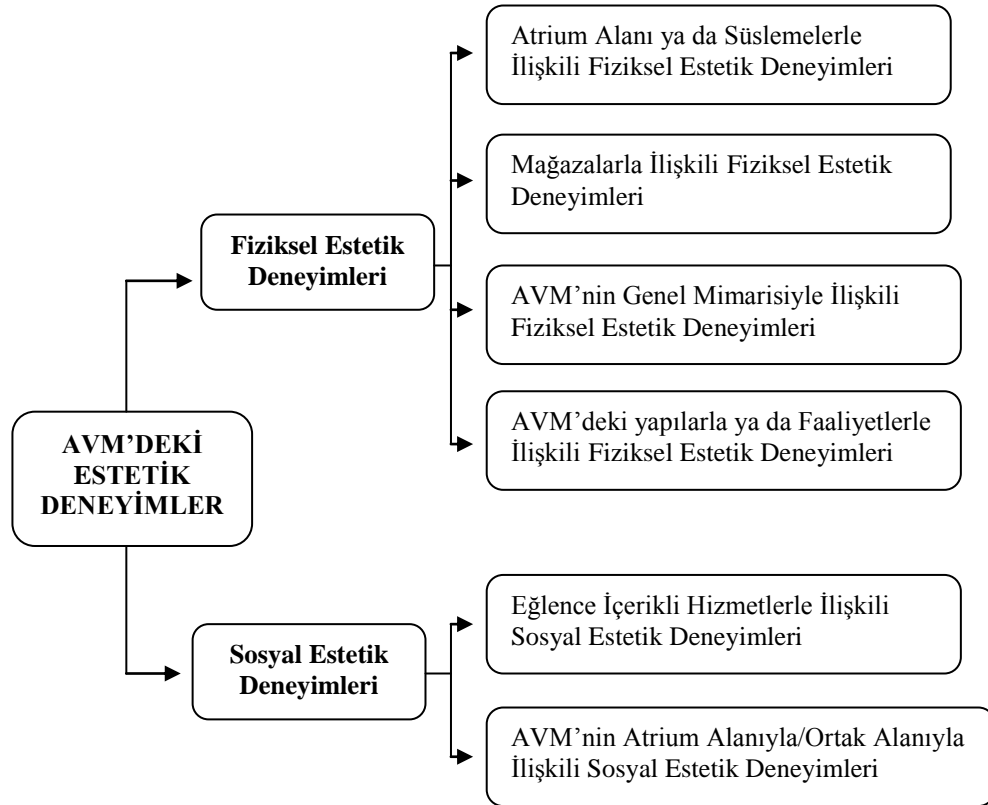 Atrium Alanı ya da Süslemelerle
İlişkili Fiziksel Estetik Deneyimleri
Mağazalarla İlişkili Fiziksel Estetik
Deneyimleri
Fiziksel Estetik
Deneyimleri
AVM’nin Genel Mimarisiyle İlişkili
Fiziksel Estetik Deneyimleri
AVM’deki yapılarla ya da Faaliyetlerle
İlişkili Fiziksel Estetik Deneyimleri
AVM’DEKİ
ESTETİK
DENEYİMLER
Eğlence İçerikli Hizmetlerle İlişkili
Sosyal Estetik Deneyimleri
Sosyal Estetik
Deneyimleri
AVM’nin Atrium Alanıyla/Ortak Alanıyla
İlişkili Sosyal Estetik Deneyimleri